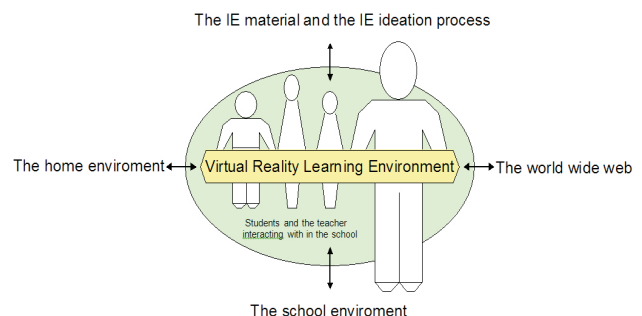 The IE material and the IE ideation process
The home enviroment
Virtual Reality Learning Environment
The world wide web
Students and the teacher
interacting with in the school
The school enviroment